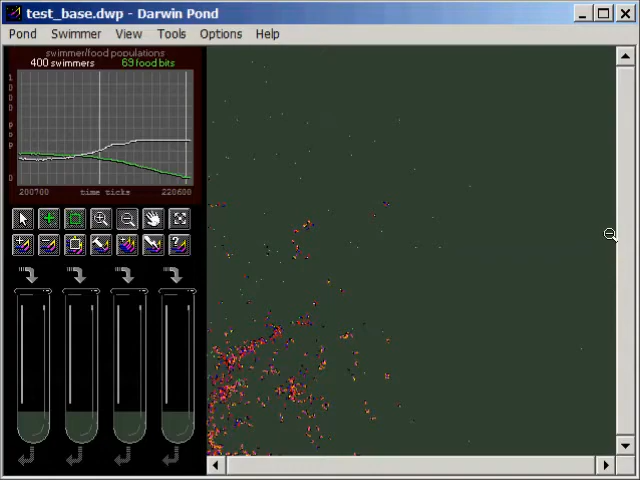 test_base.dwp - Darwin Pond
Pond Swimmer View Tools Options Help
swimmer/food populations
400 swimmers 69 food bits
200700 time ticks 220600